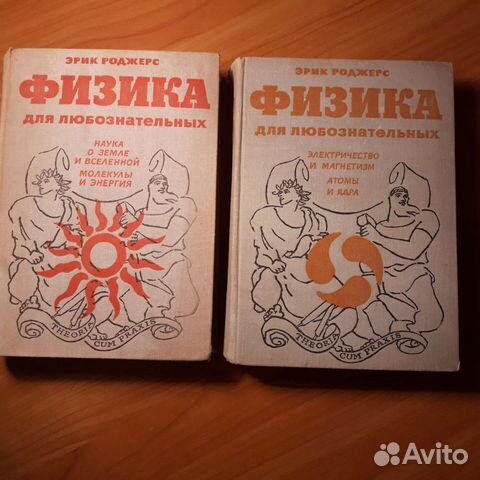 ЭРИК РОДЖЕРС
ФИЗИКА
ДЛЯ ЛЮБОЗНАТЕЛЬНЫХ
НАУКА
О ЗЕМЛЕ
И ВСЕЛЕННОЙ
МОЛЕКУЛЫ
И ЭНЕРГИЯ
THEORIA
CUM PRAXIS
ЭРИК РОДЖЕРС
ФИЗИКА
ДЛЯ ЛЮБОЗНАТЕЛЬНЫХ
ЭЛЕКТРИЧЕСТВО
И МАГНЕТИЗМ
АТОМЫ
И ЯДРА
THEORIA
CUM PRAXIS
Avito